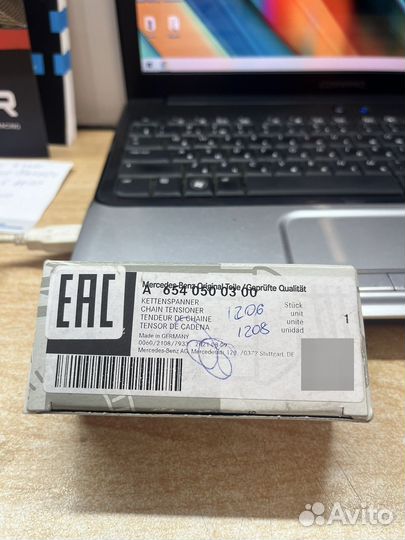 COMPAQ
R
EAC
Mercedes-Benz Original-Teile / Geprüfte Qualität
A 654 050 03 00
KETTENSPANNER
CHAIN TENSIONER
TENDEUR DE CHAINE
TENSOR DE CADENA
Made in GERMANY
Mercedes-Benz AG, Mercedesstr. 120, 70372 Stuttgart, DE
1206
1208
Stück
unit
unite
unidad
1
Avito